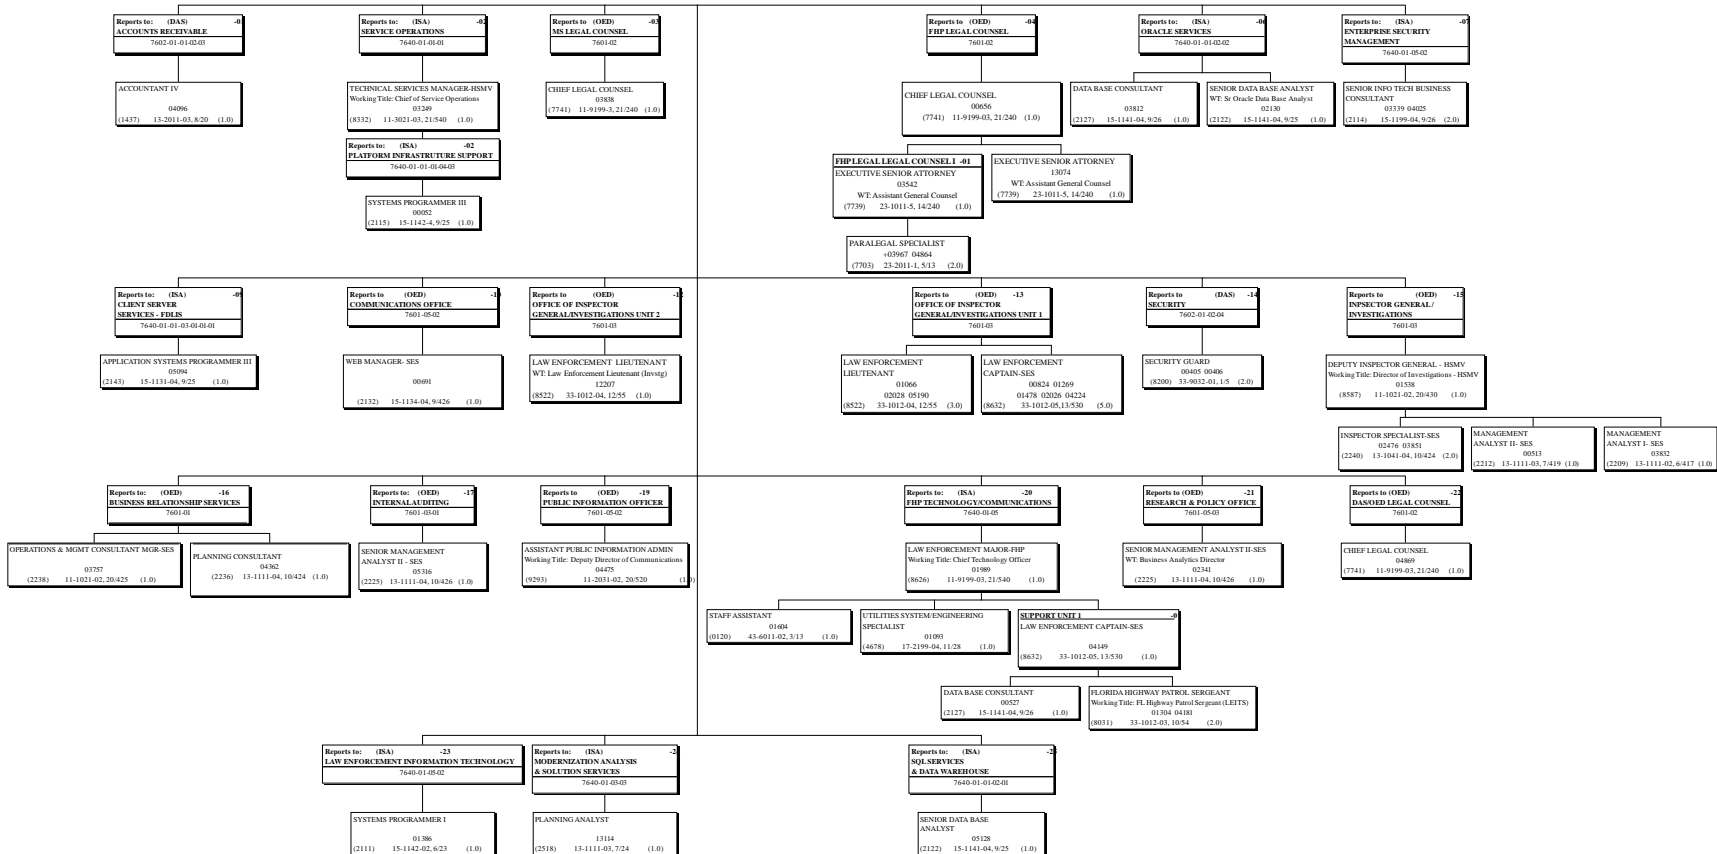 Reports to: (DAS) -01
ACCOUNTS RECEIVABLE
7602-01-01-02-03
Reports to: (ISA) -02
SERVICE OPERATIONS
7640-01-01-01
Reports to: (OED) -03
MS LEGAL COUNSEL
7601-02
Reports to: (OED) -04
FHP LEGAL COUNSEL
7601-02
Reports to: (ISA) -06
ORACLE SERVICES
7640-01-01-02-02
Reports to: (ISA) -07
ENTERPRISE SECURITY
MANAGEMENT
7640-01-05-02
ACCOUNTANT IV
04096
(1437) 13-2011-03, 8/20 (1.0)
TECHNICAL SERVICES MANAGER-HSMV
Working Title: Chief of Service Operations
03249
(8332) 11-3021-03, 21/540 (1.0)
CHIEF LEGAL COUNSEL
03838
(7741) 11-9199-3, 21/240 (1.0)
CHIEF LEGAL COUNSEL
00656
(7741) 11-9199-03, 21/240 (1.0)
DATA BASE CONSULTANT
03812
(2127) 15-1141-04, 9/26 (1.0)
SENIOR DATA BASE ANALYST
WT: Sr Oracle Data Base Analyst
02130
(2122) 15-1141-04, 9/25 (1.0)
SENIOR INFO TECH BUSINESS
CONSULTANT
03339 04025
(2114) 15-1199-04, 9/26 (2.0)
Reports to: (ISA) -02
PLATFORM INFRASTRUTURE SUPPORT
7640-01-01-01-04-03
SYSTEMS PROGRAMMER III
00052
(2115) 15-1142-4, 9/25 (1.0)
FHP LEGAL LEGAL COUNSEL I -01
EXECUTIVE SENIOR ATTORNEY
03542
WT: Assistant General Counsel
(7739) 23-1011-5, 14/240 (1.0)
EXECUTIVE SENIOR ATTORNEY
13074
WT: Assistant General Counsel
(7739) 23-1011-5, 14/240 (1.0)
PARALEGAL SPECIALIST
+03967 04864
(7703) 23-2011-1, 5/13 (2.0)
Reports to: (ISA) -09
CLIENT SERVER
SERVICES - FDLIS
7640-01-01-03-01-01-01
Reports to (OED)
COMMUNICATIONS OFFICE
7601-05-02
Reports to (OED) -12
OFFICE OF INSPECTOR
GENERAL/INVESTIGATIONS UNIT 2
7601-03
Reports to (OED) -13
OFFICE OF INSPECTOR
GENERAL/INVESTIGATIONS UNIT 1
7601-03
Reports to (DAS) -14
SECURITY
7602-01-02-04
Reports to (OED) -15
INPSECTOR GENERAL /
INVESTIGATIONS
7601-03
APPLICATION SYSTEMS PROGRAMMER III
05094
(2143) 15-1131-04, 9/25 (1.0)
WEB MANAGER- SES
00691
(2132) 15-1134-04, 9/426 (1.0)
LAW ENFORCEMENT LIEUTENANT
WT: Law Enforcement Lieutenant (Invstg)
12207
(8522) 33-1012-04, 12/55 (1.0)
LAW ENFORCEMENT
LIEUTENANT
01066
02028 05190
(8522) 33-1012-04, 12/55 (3.0)
LAW ENFORCEMENT
CAPTAIN-SES
00824 01269
01478 02026 04224
(8632) 33-1012-05,13/530 (5.0)
SECURITY GUARD
00405 00406
(8200) 33-9032-01, 1/5 (2.0)
DEPUTY INSPECTOR GENERAL - HSMV
Working Title: Director of Investigations - HSMV
01538
(8587) 11-1021-02, 20/430 (1.0)
INSPECTOR SPECIALIST-SES
02476 03851
(2240) 13-1041-04, 10/424 (2.0)
MANAGEMENT
ANALYST II- SES
00513
(2212) 13-1111-03, 7/419 (1.0)
MANAGEMENT
ANALYST I- SES
03832
(2209) 13-1111-02, 6/417 (1.0)
Reports to: (OED) -16
BUSINESS RELATIONSHIP SERVICES
7601-01
Reports to: (OED) -17
INTERNAL AUDITING
7601-03-01
Reports to (OED) -19
PUBLIC INFORMATION OFFICER
7601-05-02
Reports to: (ISA) -20
FHP TECHNOLOGY/COMMUNICATIONS
7640-01-05
Reports to (OED) -21
RESEARCH & POLICY OFFICE
7601-05-03
Reports to (OED) -22
DAS/OED LEGAL COUNSEL
7601-02
OPERATIONS & MGMT CONSULTANT MGR-SES
03757
(2238) 11-1021-02, 20/425 (1.0)
PLANNING CONSULTANT
04362
(2236) 13-1111-04, 10/424 (1.0)
SENIOR MANAGEMENT
ANALYST II - SES
05316
(2225) 13-1111-04, 10/426 (1.0)
ASSISTANT PUBLIC INFORMATION ADMIN
Working Title: Deputy Director of Communications
04475
(9293) 11-2031-02, 20/520 (1.0)
LAW ENFORCEMENT MAJOR-FHP
Working Title: Chief Technology Officer
01989
(8626) 11-9199-03, 21/540 (1.0)
SENIOR MANAGEMENT ANALYST II-SES
WT: Business Analytics Director
02341
(2225) 13-1111-04, 10/426 (1.0)
CHIEF LEGAL COUNSEL
04869
(7741) 11-9199-03, 21/240 (1.0)
STAFF ASSISTANT
01604
(0120) 43-6011-02, 3/13 (1.0)
UTILITIES SYSTEM/ENGINEERING
SPECIALIST
01093
(4678) 17-2199-04, 11/28 (1.0)
SUPPORT UNIT 1
LAW ENFORCEMENT CAPTAIN-SES
04149
(8632) 33-1012-05, 13/530 (1.0)
DATA BASE CONSULTANT
00527
(2127) 15-1141-04, 9/26 (1.0)
FLORIDA HIGHWAY PATROL SERGEANT
Working Title: FL Highway Patrol Sergeant (LEITS)
01304 04181
(8031) 33-1012-03, 10/54 (2.0)
Reports to: (ISA) -23
LAW ENFORCEMENT INFORMATION TECHNOLOGY
7640-01-05-02
Reports to: (ISA)
MODERNIZATION ANALYSIS
& SOLUTION SERVICES
7640-01-03-03
Reports to: (ISA)
SQL SERVICES
& DATA WAREHOUSE
7640-01-01-02-01
SYSTEMS PROGRAMMER I
01386
(2111) 15-1142-02, 6/23 (1.0)
PLANNING ANALYST
13114
(2518) 13-1111-03, 7/24 (1.0)
SENIOR DATA BASE
ANALYST
05128
(2122) 15-1141-04, 9/25 (1.0)